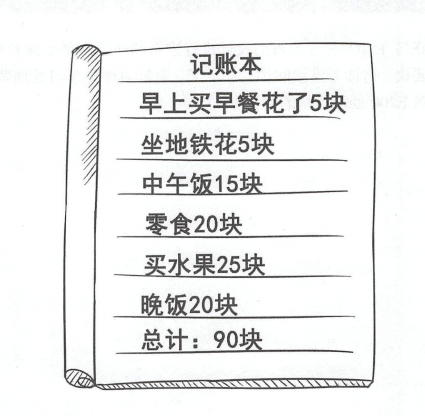 记账本
早上买早餐花了5块
坐地铁花5块
中午饭15块
零食20块
买水果25块
晚饭20块
总计：90块